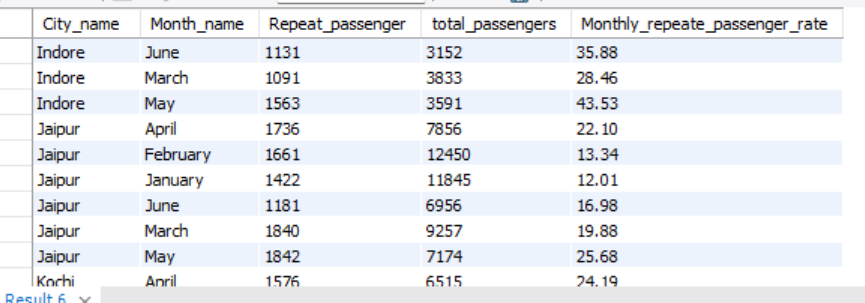 City_name Month_name Repeat_passenger total_passengers Monthly_repeate_passenger_rate
Indore June 1131 3152 35.88
Indore March 1091 3833 28.46
Indore May 1563 3591 43.53
Jaipur April 1736 7856 22.10
Jaipur February 1661 12450 13.34
Jaipur January 1422 11845 12.01
Jaipur June 1181 6956 16.98
Jaipur March 1840 9257 19.88
Jaipur May 1842 7174 25.68
Kochi April 1576 6515 24.19
Result 6